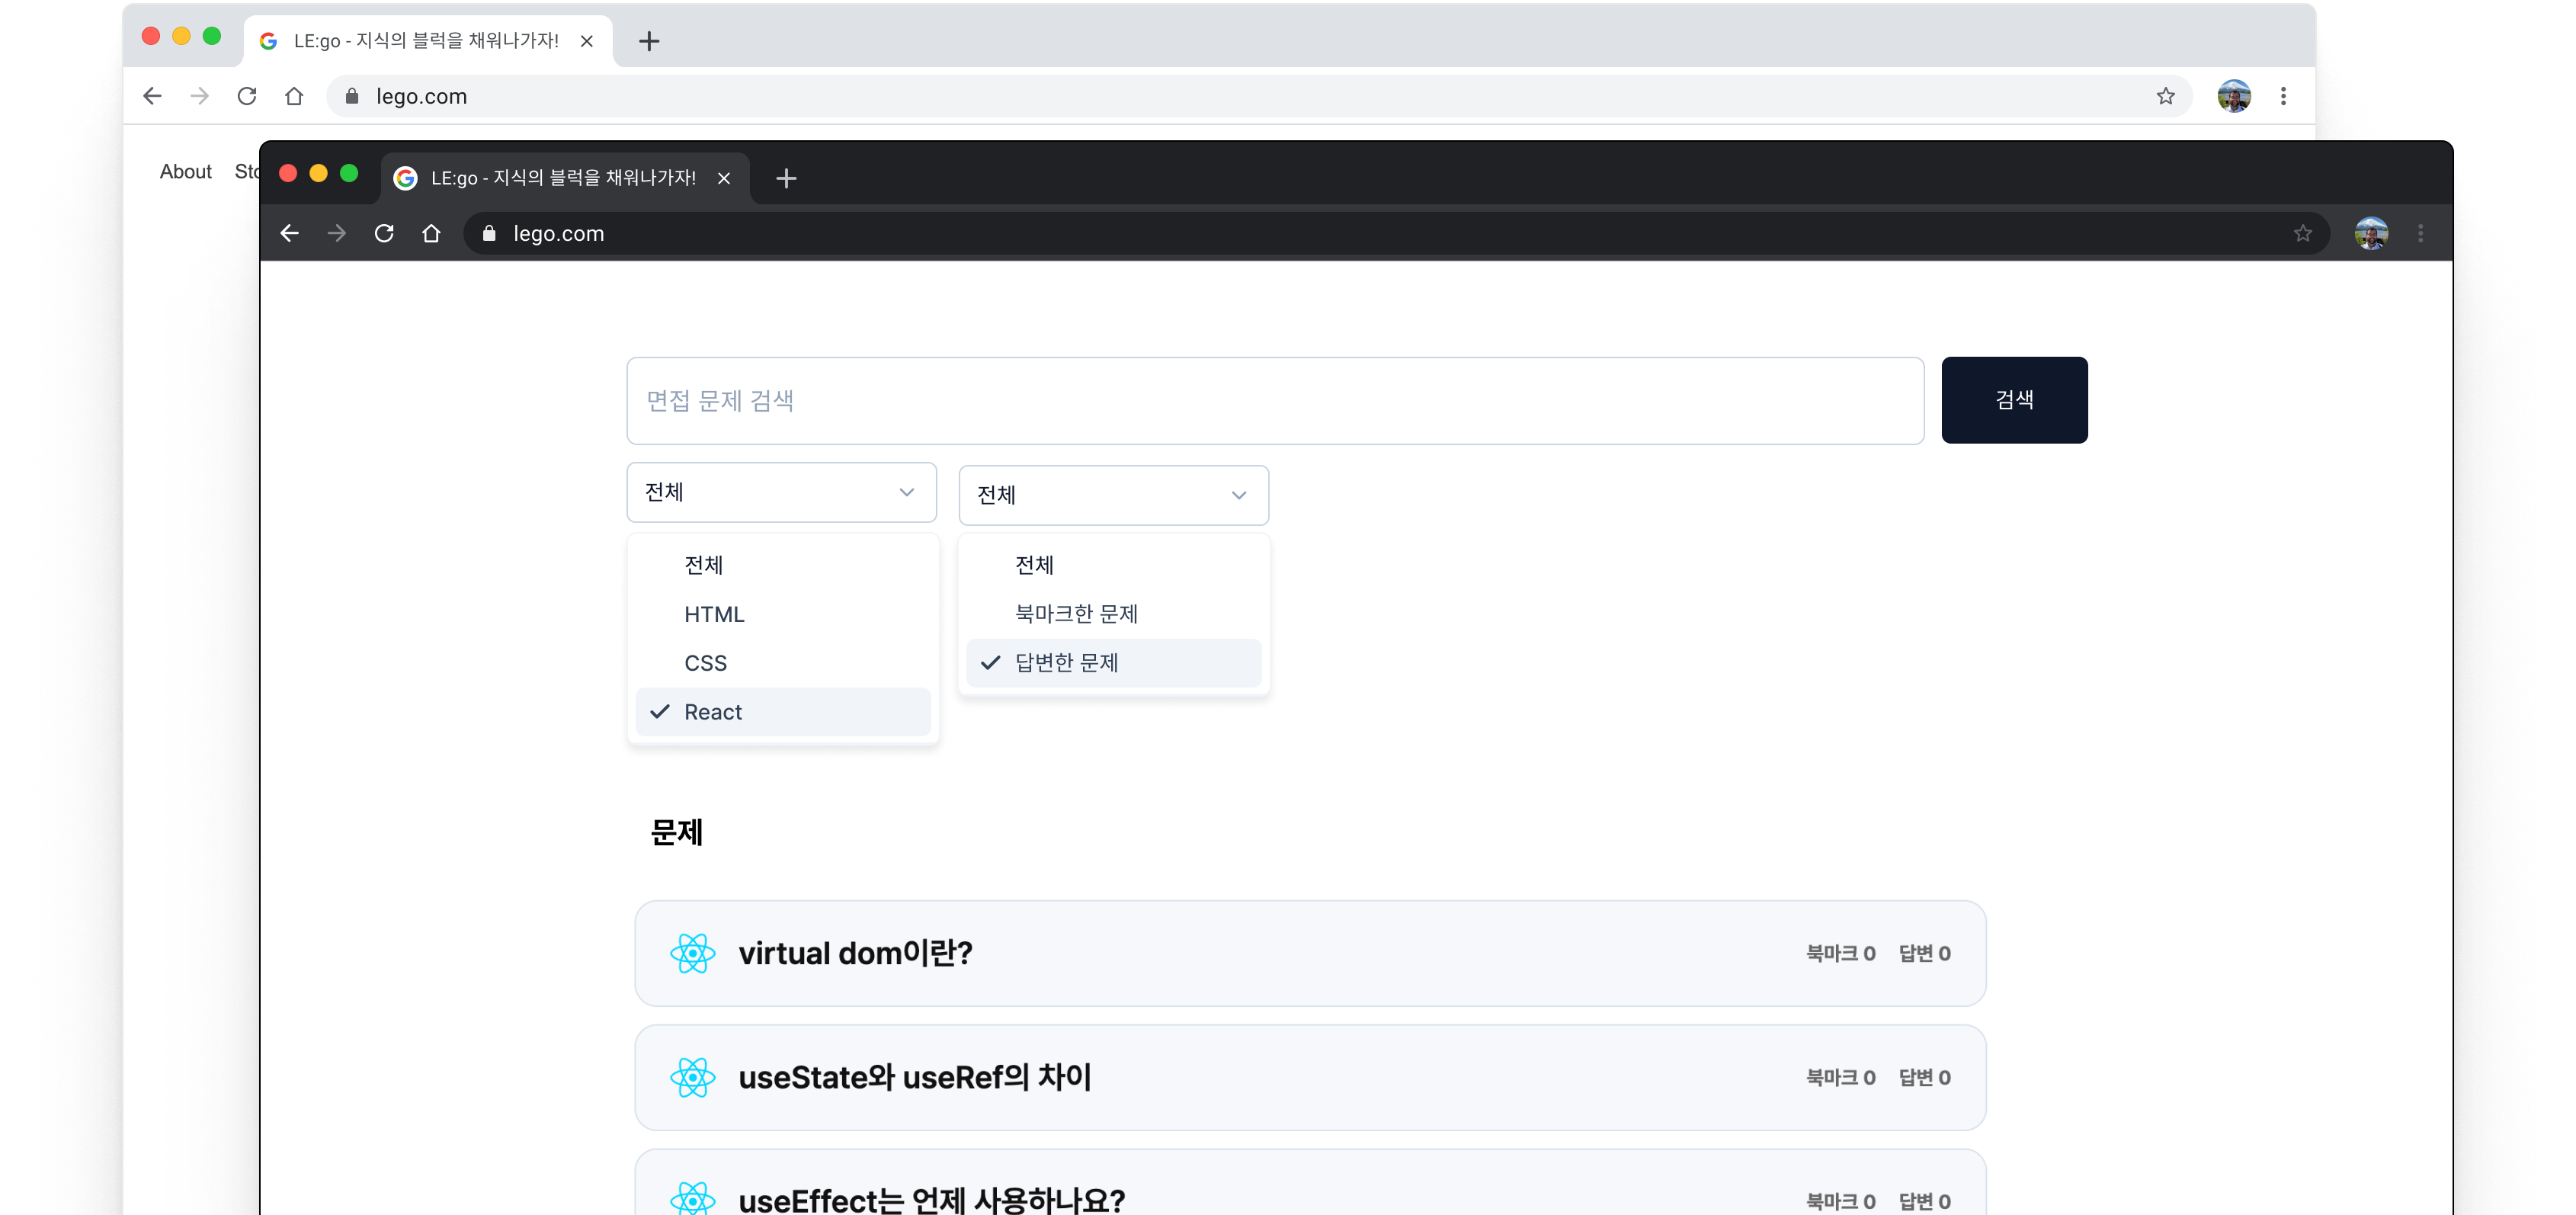 LE:go - 지식의 블럭을 채워나가자!
lego.com
About
LE:go - 지식의 블럭을 채워나가자!
lego.com
면접 문제 검색
검색
전체
전체
전체
HTML
CSS
React
전체
북마크한 문제
답변한 문제
문제
virtual dom이란? 북마크 0 답변 0
useState와 useRef의 차이 북마크 0 답변 0
useEffect는 언제 사용하나요? 북마크 0 답변 0